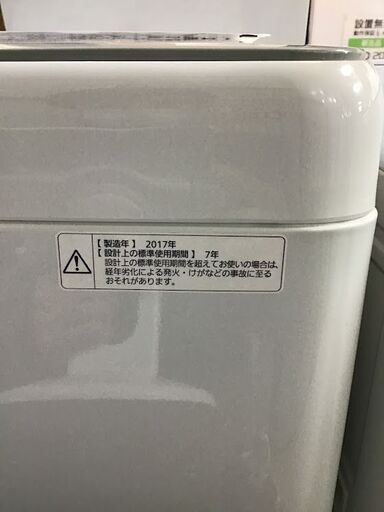 【製造年】 2017年
【設計上の標準使用期間】 7年
設計上の標準使用期間を超えてお使いの場合は、
経年劣化による発火・けがなどの事故に至る
おそれがあります。
設置無